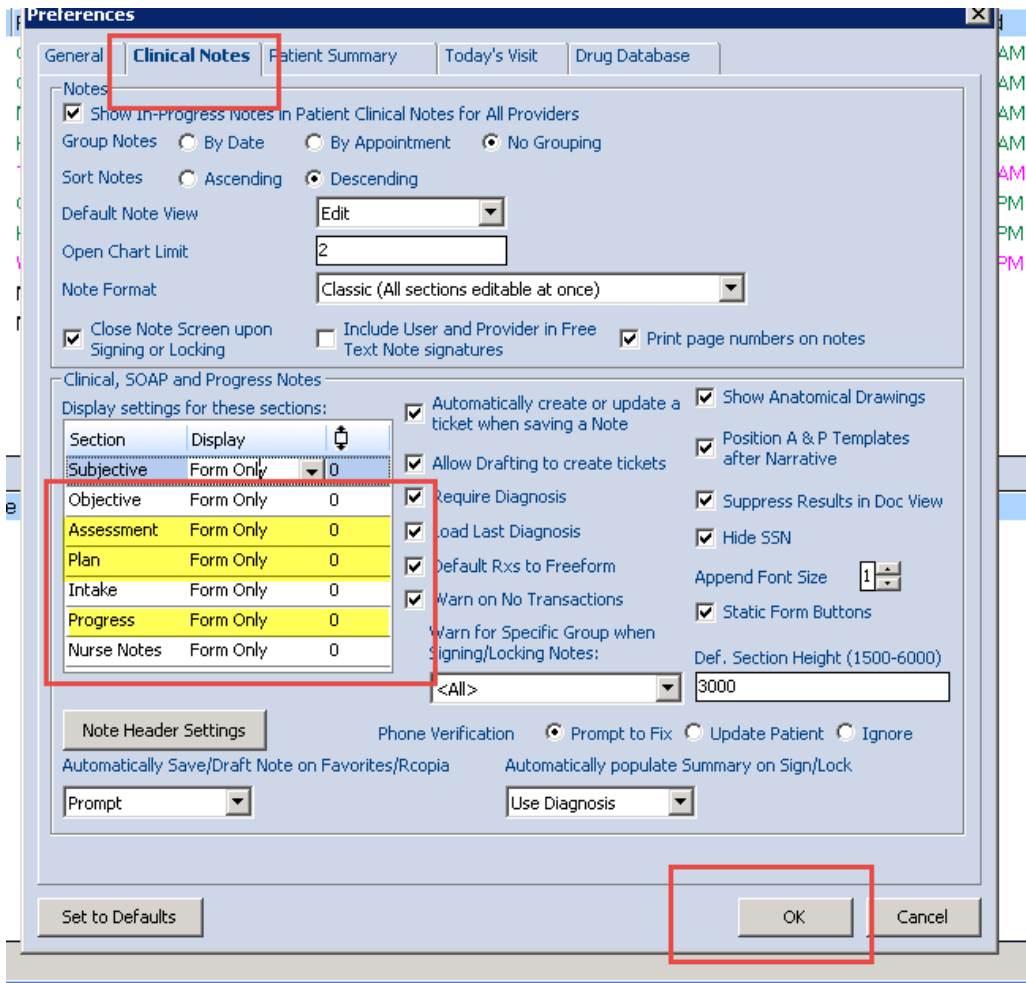 Preferences
General Clinical Notes Patient Summary Today's Visit Drug Database
Notes
Show In-Progress Notes in Patient Clinical Notes for All Providers
Group Notes By Date By Appointment No Grouping
Sort Notes Ascending Descending
Default Note View Edit
Open Chart Limit 2
Note Format Classic (All sections editable at once)
Close Note Screen upon
Signing or Locking
Include User and Provider in Free
Text Note signatures
Print page numbers on notes
Clinical, SOAP and Progress Notes
Display settings for these sections:
Section Display
Subjective Form Only 0
Objective Form Only 0
Assessment Form Only 0
Plan Form Only 0
Intake Form Only 0
Progress Form Only 0
Nurse Notes Form Only 0
Automatically create or update a
ticket when saving a Note
Allow Drafting to create tickets
Require Diagnosis
Load Last Diagnosis
Default Rxs to Freeform
Warn on No Transactions
Warn for Specific Group when
Signing/Locking Notes:
<All>
Show Anatomical Drawings
Position A & P Templates
after Narrative
Suppress Results in Doc View
Hide SSN
Append Font Size 1
Static Form Buttons
Def. Section Height (1500-6000)
3000
Note Header Settings
Phone Verification Prompt to Fix Update Patient Ignore
Automatically Save/Draft Note on Favorites/Rcopia
Prompt
Automatically populate Summary on Sign/Lock
Use Diagnosis
Set to Defaults OK Cancel
AM
AM
AM
AM
AM
PM
PM
PM